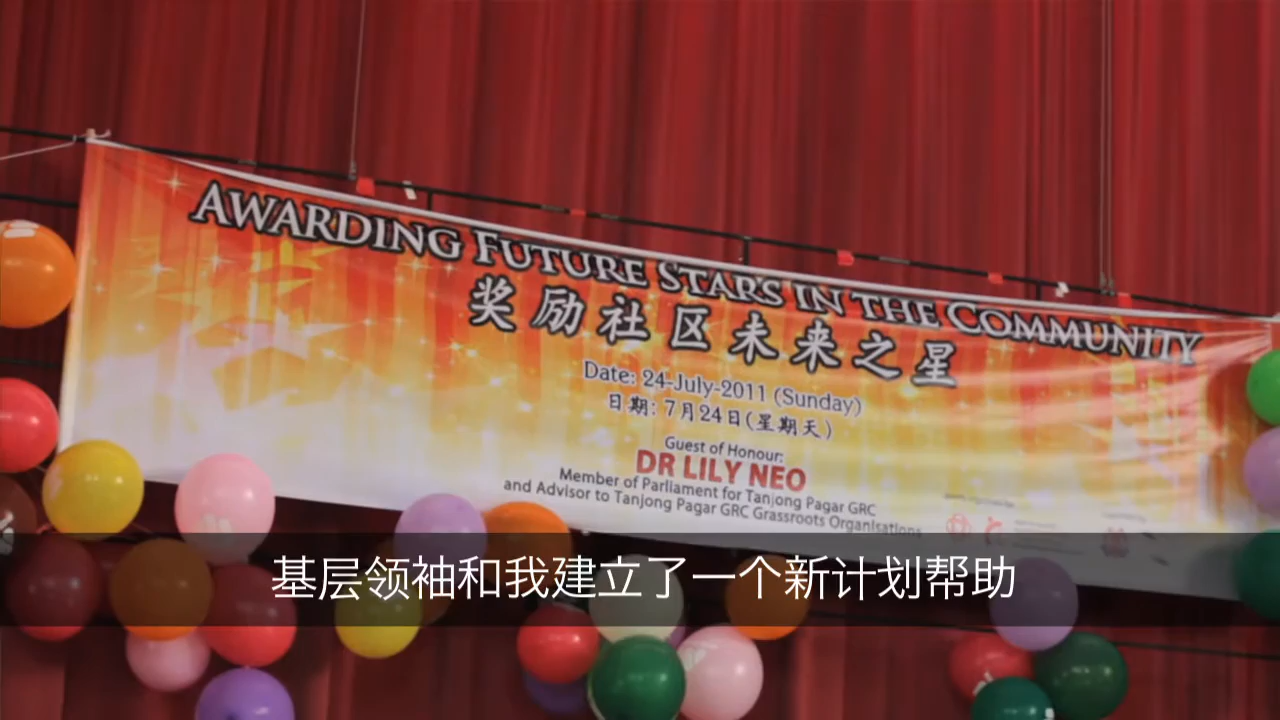 AWARDING FUTURE STARS IN THE COMMUNITY
奖励社区未来之星
Date: 24-July-2011 (Sunday)
日期: 7月24日(星期天)
Guest of Honour:
DR LILY NEO
Member of Parliament for Tanjong Pagar GRC
and Advisor to Tanjong Pagar GRC Grassroots Organisations
基层领袖和我建立了一个新计划帮助